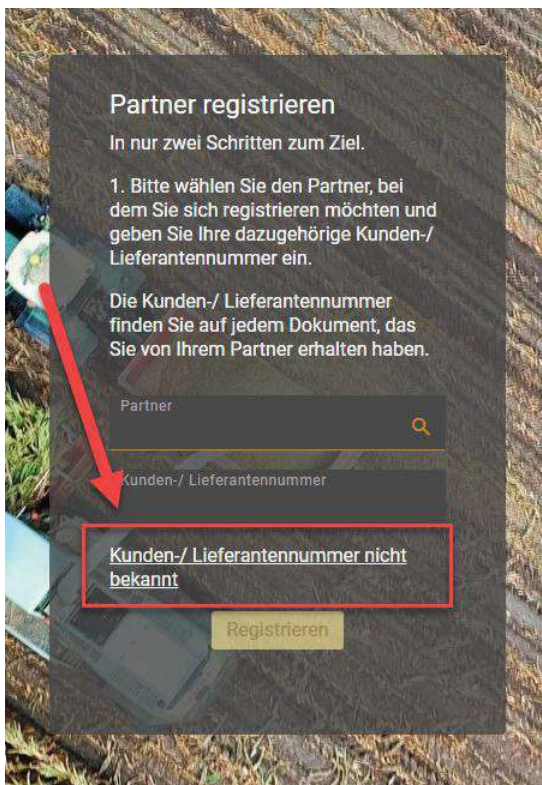 Partner registrieren
In nur zwei Schritten zum Ziel.
1. Bitte wählen Sie den Partner, bei
dem Sie sich registrieren möchten und
geben Sie Ihre dazugehörige Kunden-/
Lieferantennummer ein.
Die Kunden-/ Lieferantennummer
finden Sie auf jedem Dokument, das
Sie von Ihrem Partner erhalten haben.
Partner
Kunden-/ Lieferantennummer
Kunden-/ Lieferantennummer nicht
bekannt
Registrieren